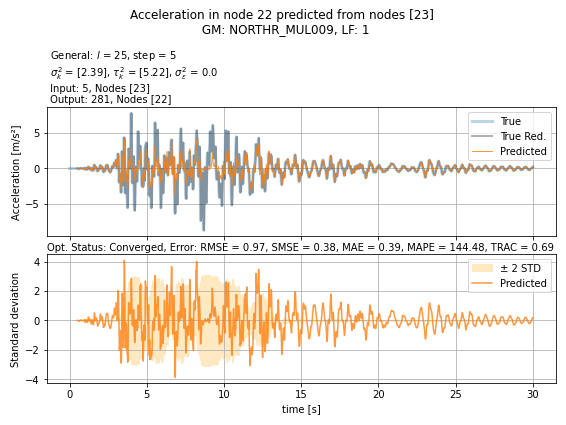 Acceleration in node 22 predicted from nodes [23]
GM: NORTHR_MUL009, LF: 1
General: l = 25, step = 5
σ²ₖ = [2.39], τ²ₖ = [5.22], σ²ε = 0.0
Input: 5, Nodes [23]
Output: 281, Nodes [22]
Acceleration [m/s²]
5
0
−5
True
True Red.
Predicted
Opt. Status: Converged, Error: RMSE = 0.97, SMSE = 0.38, MAE = 0.39, MAPE = 144.48, TRAC = 0.69
Standard deviation
4
2
0
−2
−4
± 2 STD
Predicted
0 5 10 15 20 25 30
time [s]